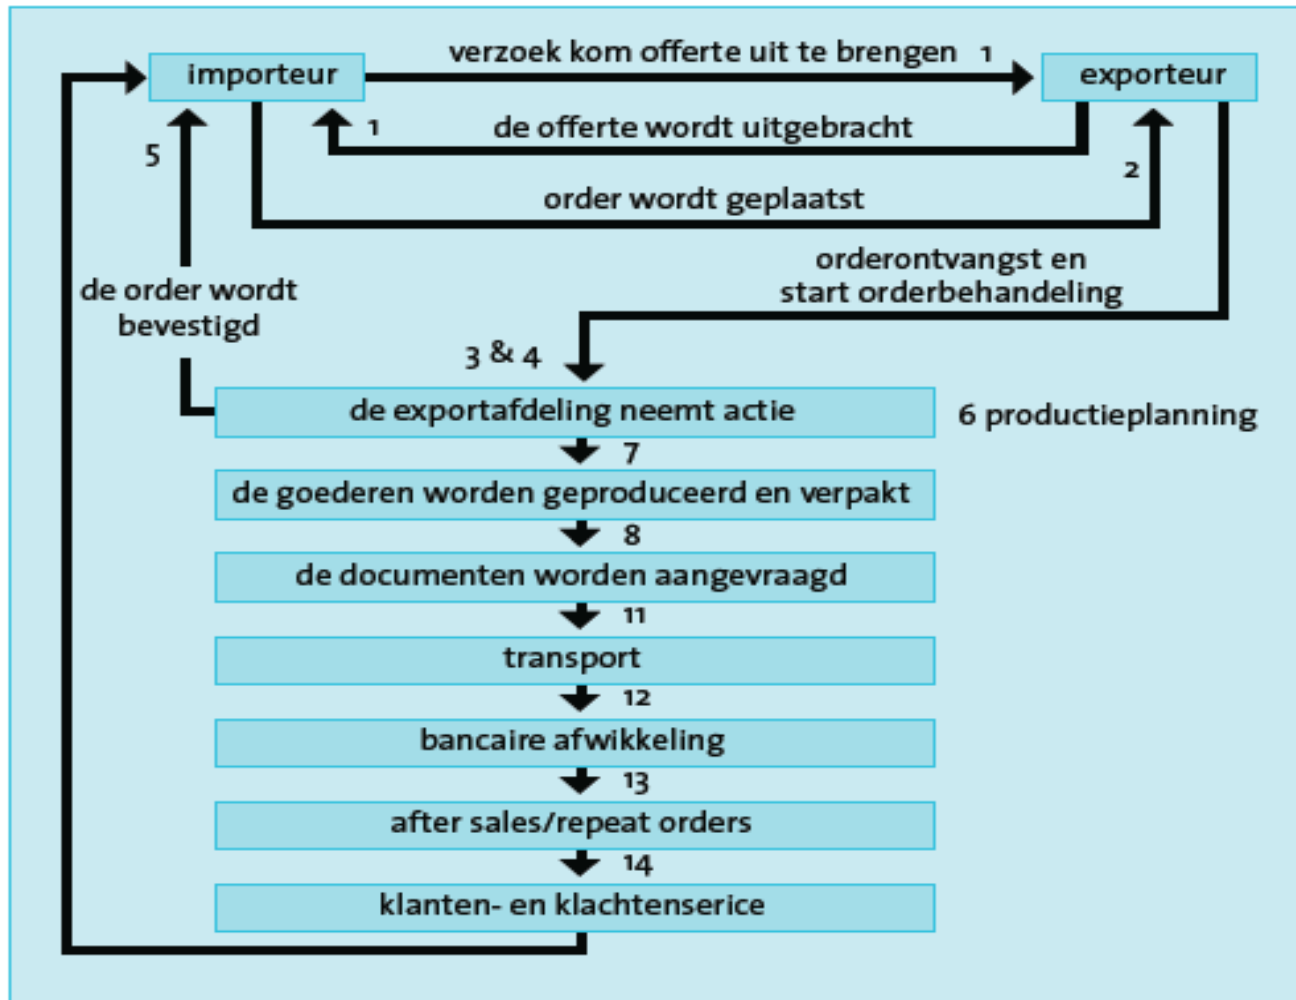 verzoek kom offerte uit te brengen 1
importeur
exporteur
1
de offerte wordt uitgebracht
5
2
order wordt geplaatst
orderontvangst en
start orderbehandeling
de order wordt
bevestigd
3 & 4
de exportafdeling neemt actie
6 productieplanning
7
de goederen worden geproduceerd en verpakt
8
de documenten worden aangevraagd
11
transport
12
bancaire afwikkeling
13
after sales/repeat orders
14
klanten- en klachtenserice